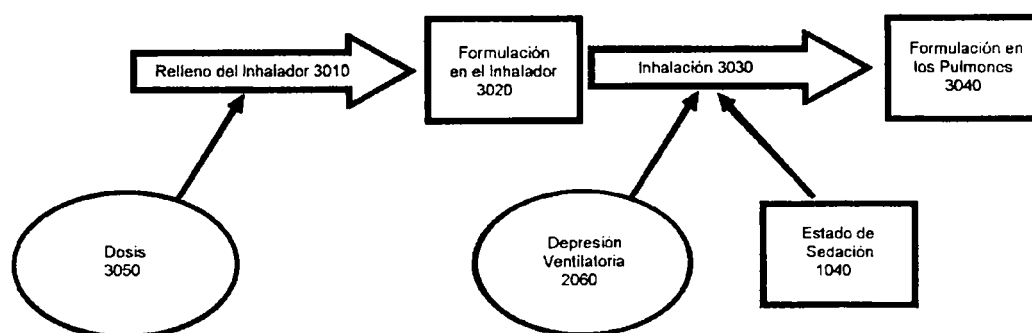 Relleno del Inhalador 3010
Formulación
en el Inhalador
3020
Inhalación 3030
Formulación en
los Pulmones
3040
Dosis
3050
Depresión
Ventilatoria
2060
Estado de
Sedación
1040